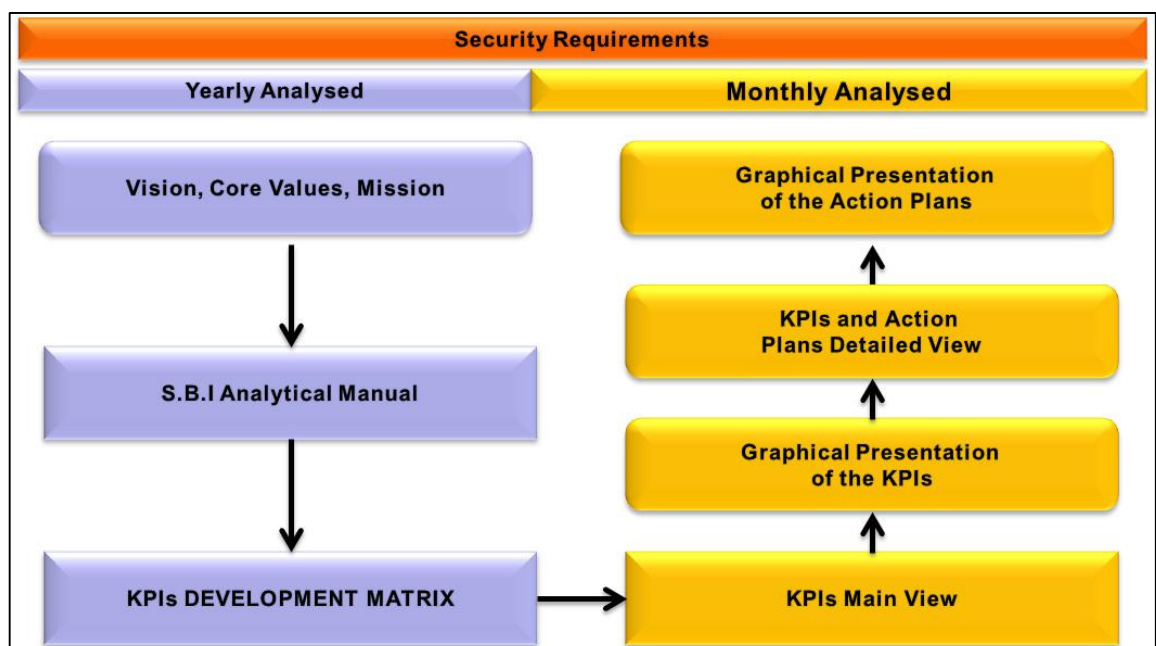 Security Requirements
Yearly Analysed
Monthly Analysed
Vision, Core Values, Mission
S.B.I Analytical Manual
KPIs DEVELOPMENT MATRIX
Graphical Presentation
of the Action Plans
KPIs and Action
Plans Detailed View
Graphical Presentation
of the KPIs
KPIs Main View